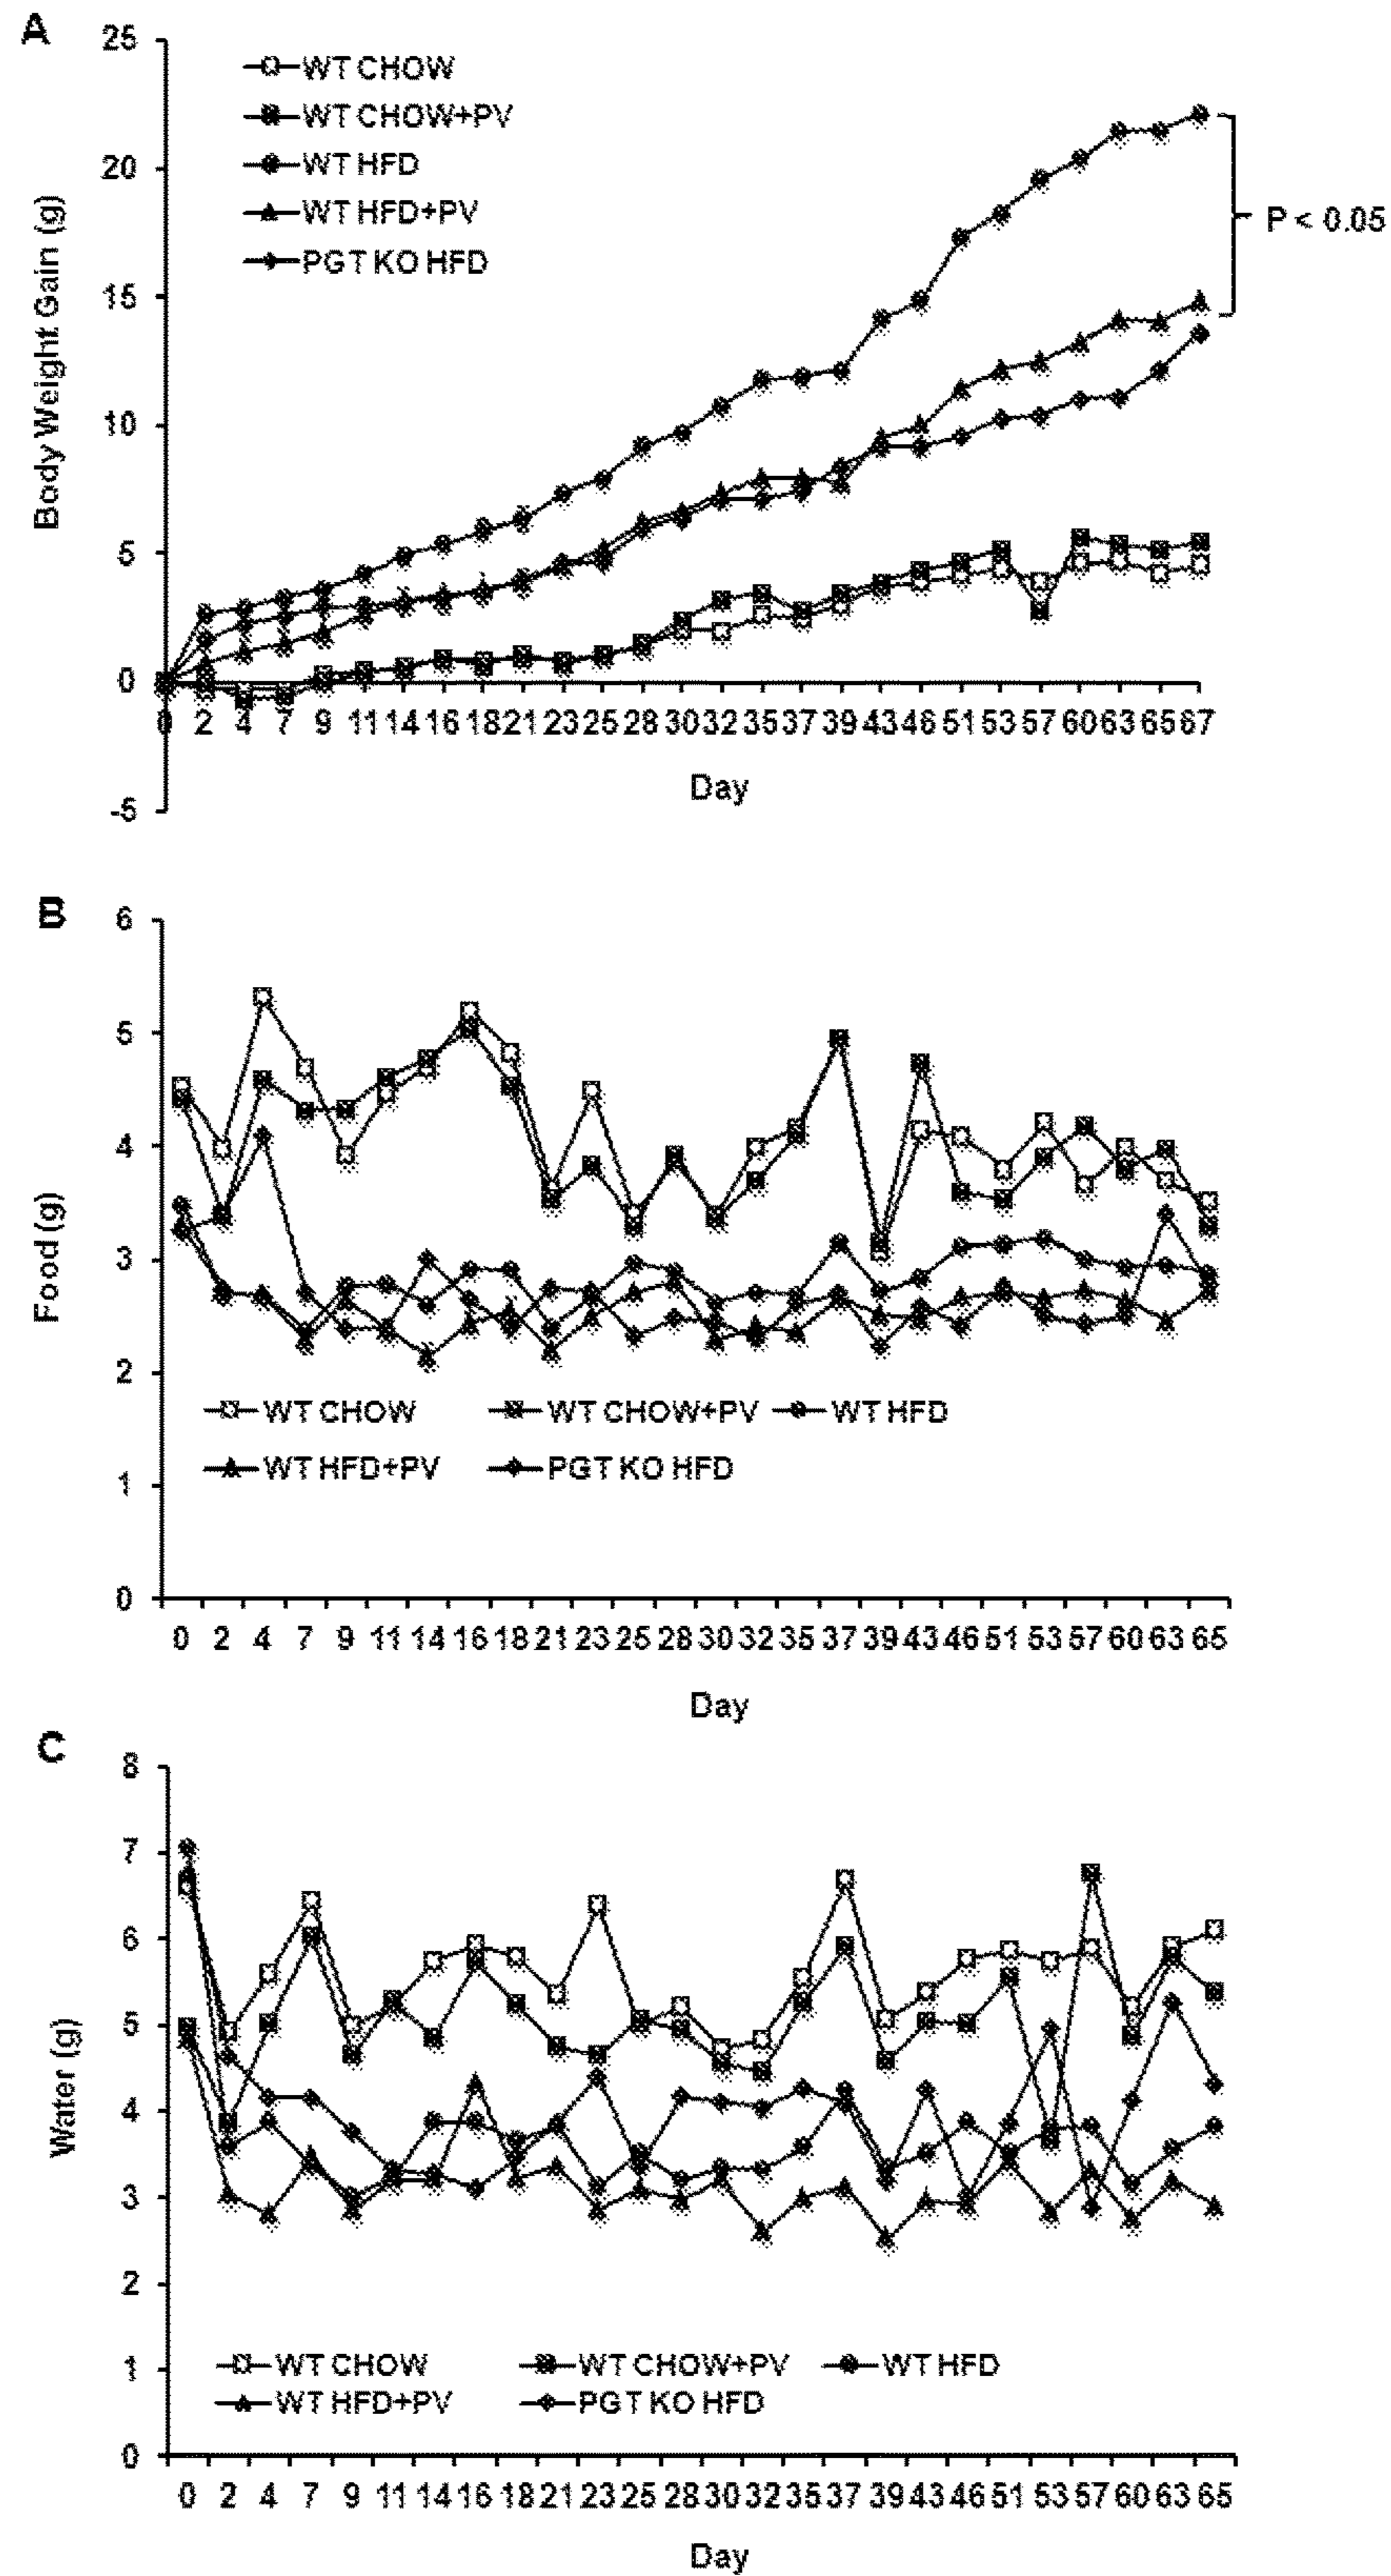 A
25
20
15
10
5
0
-5
Body Weight Gain (g)
WT CHOW
WT CHOW+PV
WT HFD
WT HFD+PV
PGT KO HFD
P < 0.05
0 2 4 7 9 11 14 16 18 21 23 25 28 30 32 35 37 39 43 46 51 53 57 60 63 65 67
Day
B
6
5
4
3
2
1
0
Food (g)
WT CHOW WT CHOW+PV WT HFD
WT HFD+PV PGT KO HFD
0 2 4 7 9 11 14 16 18 21 23 25 28 30 32 35 37 39 43 46 51 53 57 60 63 65
Day
C
8
7
6
5
4
3
2
1
0
Water (g)
WT CHOW WT CHOW+PV WT HFD
WT HFD+PV PGT KO HFD
0 2 4 7 9 11 14 16 18 21 23 25 28 30 32 35 37 39 43 46 51 53 57 60 63 65
Day